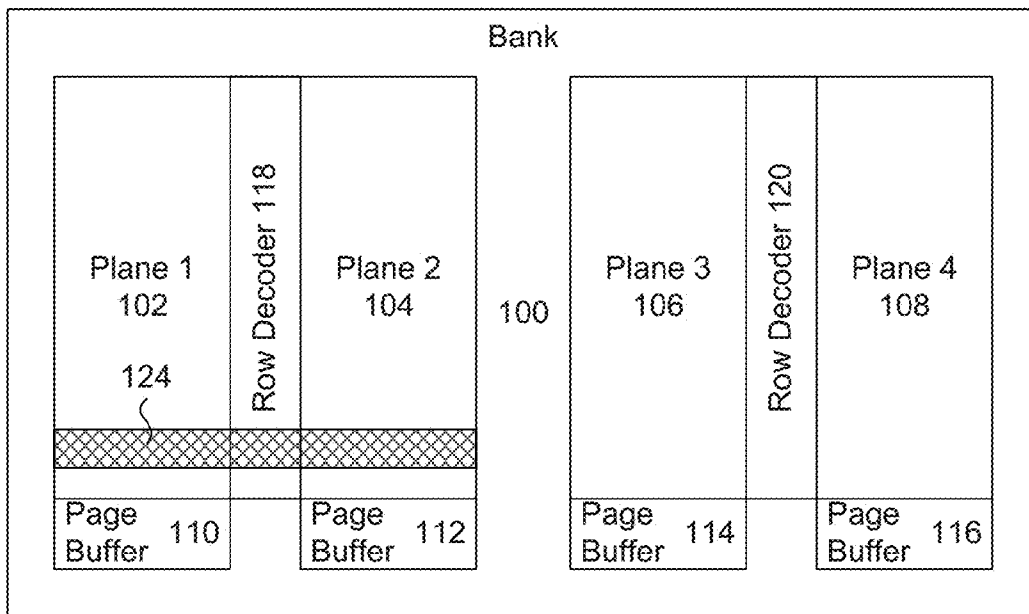 Bank
Plane 1
102
Row Decoder 118
Plane 2
104
100
Plane 3
106
Row Decoder 120
Plane 4
108
124
Page
Buffer 110
Page
Buffer 112
Page
Buffer 114
Page
Buffer 116